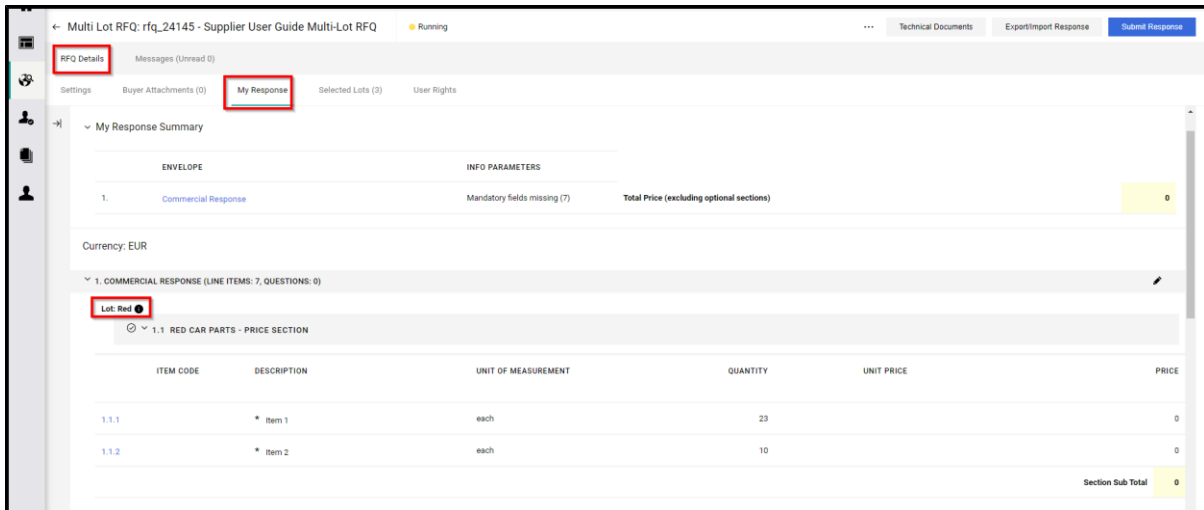 ← Multi Lot RFQ: rfq_24145 - Supplier User Guide Multi-Lot RFQ Running ... Technical Documents Export/Import Response Submit Response
RFQ Details Messages (Unread 0)
Settings Buyer Attachments (0) My Response Selected Lots (3) User Rights
My Response Summary
ENVELOPE INFO PARAMETERS
1. Commercial Response Mandatory fields missing (7) Total Price (excluding optional sections) 0
Currency: EUR
1. COMMERCIAL RESPONSE (LINE ITEMS: 7, QUESTIONS: 0)
Lot: Red
1.1 RED CAR PARTS - PRICE SECTION
ITEM CODE DESCRIPTION UNIT OF MEASUREMENT QUANTITY UNIT PRICE PRICE
1.1.1 * Item 1 each 23 0
1.1.2 * Item 2 each 10 0
Section Sub Total 0